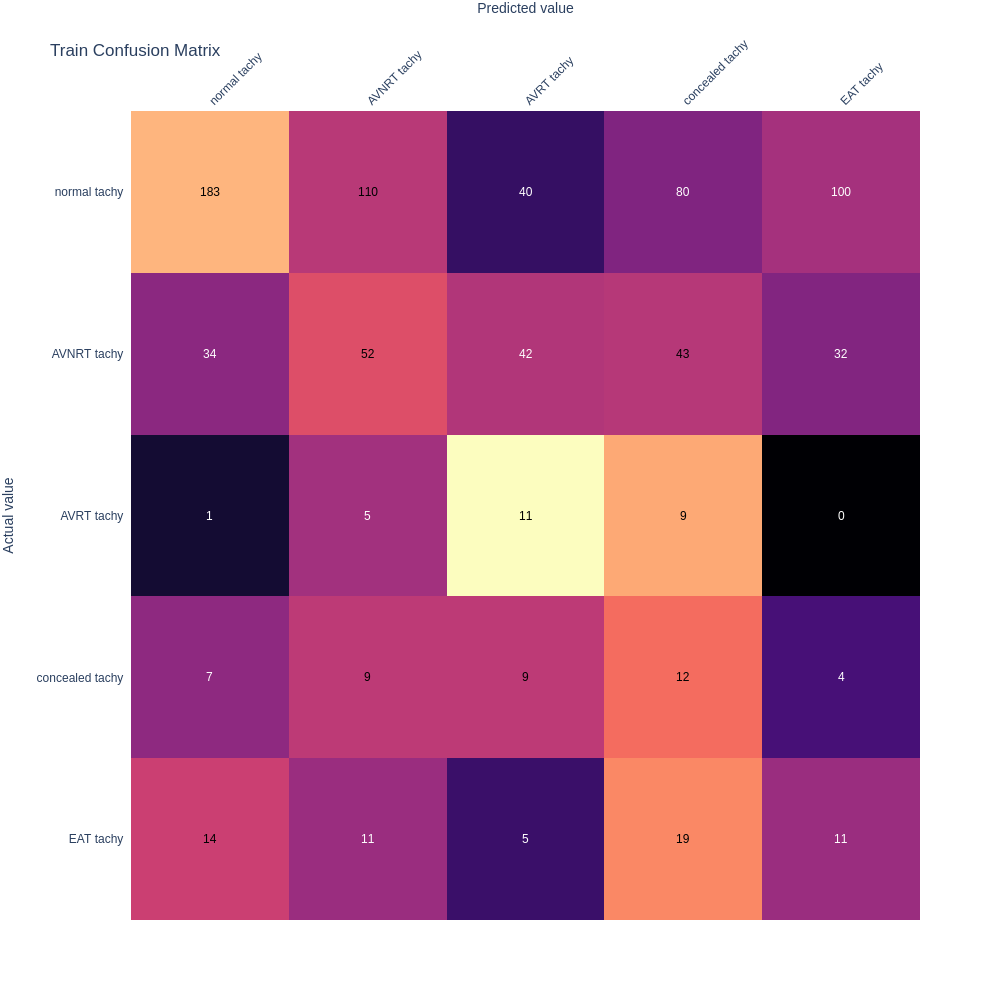 Predicted value
Train Confusion Matrix
normal tachy
AVNRT tachy
AVRT tachy
concealed tachy
EAT tachy
normal tachy 183 110 40 80 100
AVNRT tachy 34 52 42 43 32
AVRT tachy 1 5 11 9 0
concealed tachy 7 9 9 12 4
EAT tachy 14 11 5 19 11
Actual value